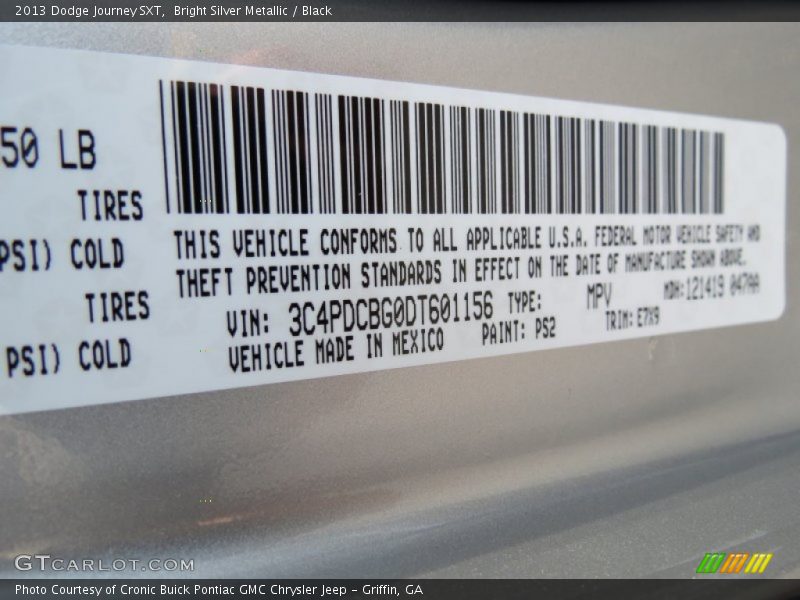 2013 Dodge Journey SXT, Bright Silver Metallic / Black
50 LB
TIRES
PSI) COLD
TIRES
PSI) COLD
THIS VEHICLE CONFORMS TO ALL APPLICABLE U.S.A. FEDERAL MOTOR VEHICLE SAFETY AND
THEFT PREVENTION STANDARDS IN EFFECT ON THE DATE OF MANUFACTURE SHOWN ABOVE.
VIN: 3C4PDCBG0DT601156 TYPE: MPV MDH: 121419 047AA
VEHICLE MADE IN MEXICO PAINT: PS2 TRIM: E7X9
GTCARLOT.COM
Photo Courtesy of Cronic Buick Pontiac GMC Chrysler Jeep – Griffin, GA